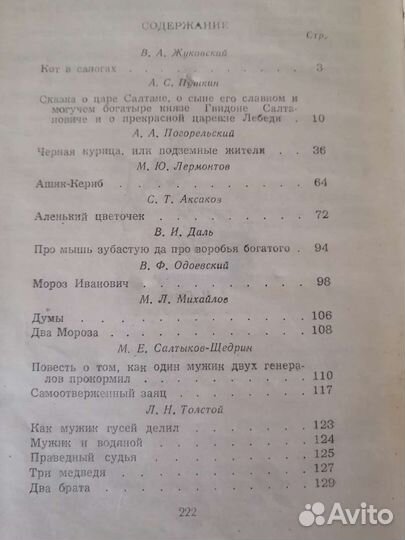 СОДЕРЖАНИЕ
Стр.
В. А. Жуковский
Кот в сапогах . . . . . . . . . . 3
А. С. Пушкин
Сказка о царе Салтане, о сыне его славном и
могучем богатыре князе Гвидоне Салта-
новиче и о прекрасной царевне Лебеди . . 10
А. А. Погорельский
Черная курица, или подземные жители . . . 36
М. Ю. Лермонтов
Ашик-Кериб . . . . . . . . . . 64
С. Т. Аксаков
Аленький цветочек . . . . . . . . 72
В. И. Даль
Про мышь зубастую да про воробья богатого . 94
В. Ф. Одоевский
Мороз Иванович . . . . . . . . . 98
М. Л. Михайлов
Думы . . . . . . . . . . . . 106
Два Мороза . . . . . . . . . . 108
М. Е. Салтыков-Щедрин
Повесть о том, как один мужик двух генера-
лов прокормил . . . . . . . . . 110
Самоотверженный заяц . . . . . . . 117
Л. Н. Толстой
Как мужик гусей делил . . . . . . . 123
Мужик и водяной . . . . . . . . . 124
Праведный судья . . . . . . . . . 125
Три медведя . . . . . . . . . . 127
Два брата . . . . . . . . . . . 129
222
Avito